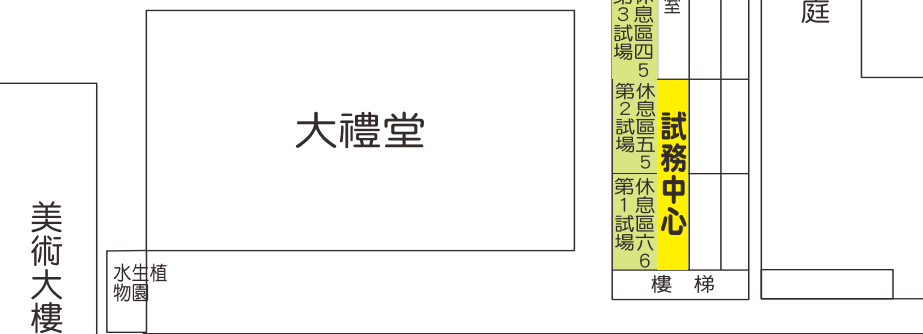 庭
室
休息區四5
第3試場
大禮堂
休息區五5
第2試場
試務中心
休息區六6
第1試場
美術大樓
水生植
物園
樓梯